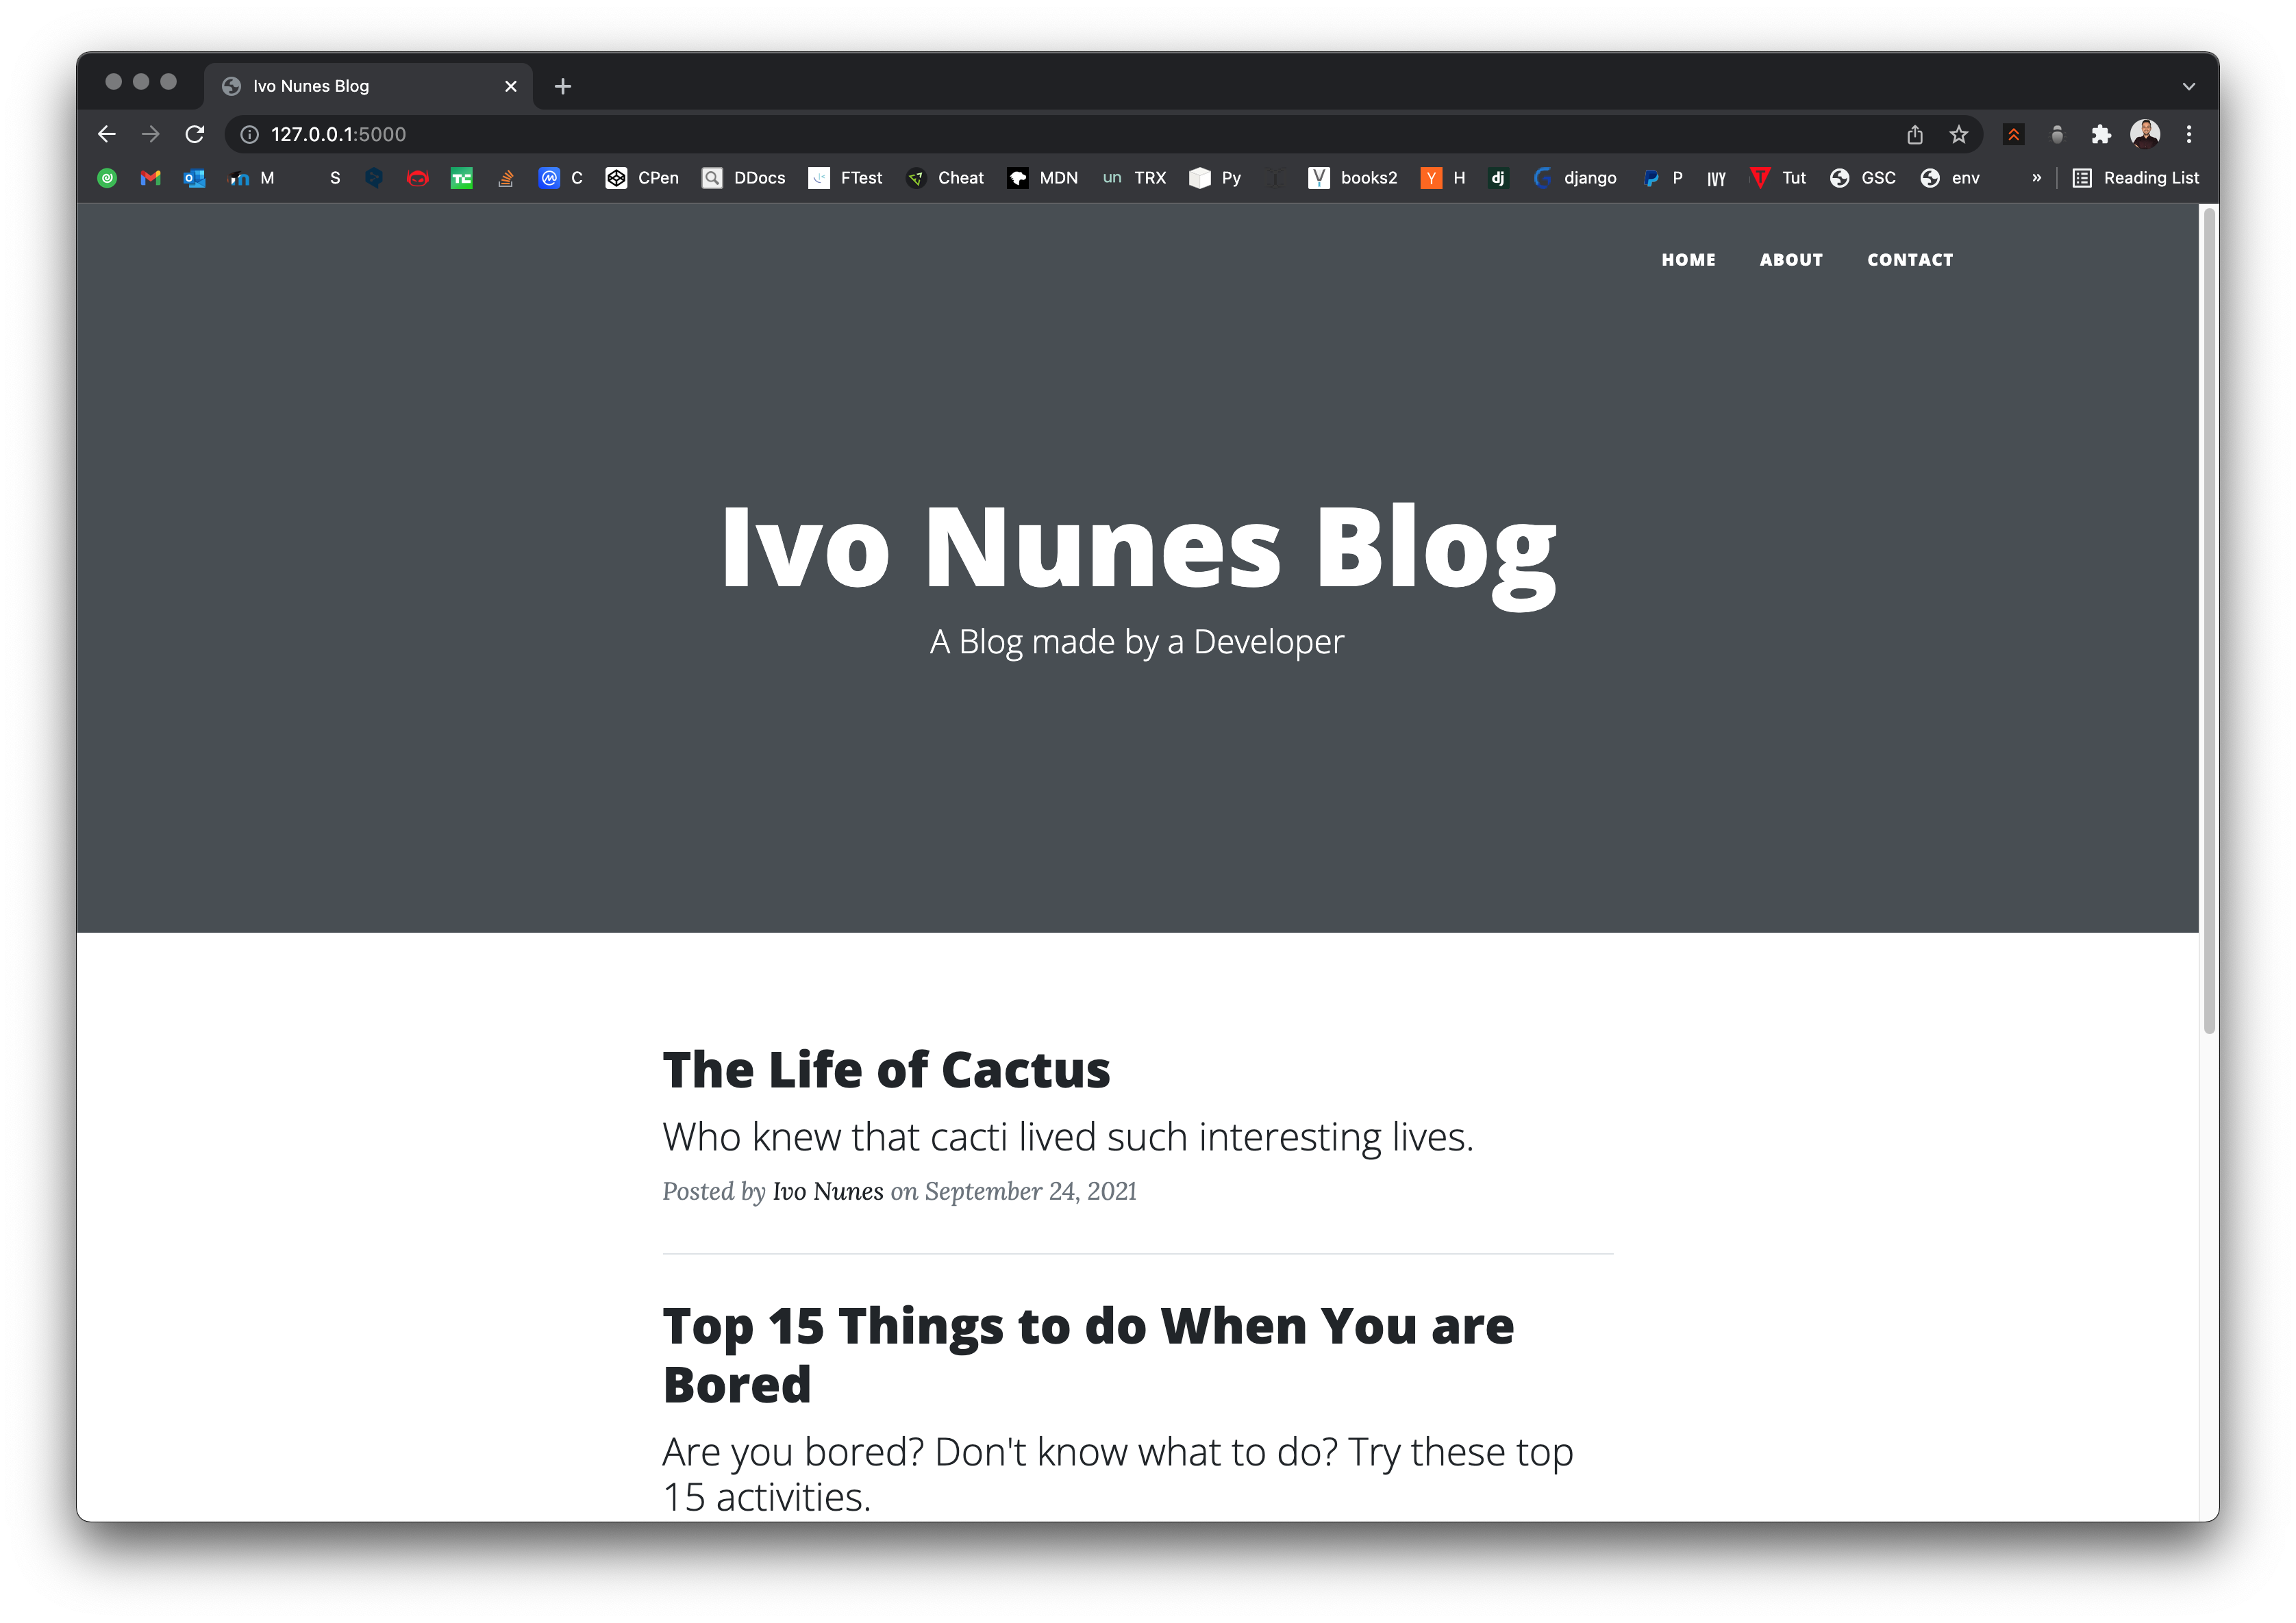 Ivo Nunes Blog
127.0.0.1:5000
M S C CPen DDocs FTest Cheat MDN un TRX Py books2 Y H dj django P IVY Tut GSC env » Reading List
HOME ABOUT CONTACT
Ivo Nunes Blog
A Blog made by a Developer
The Life of Cactus
Who knew that cacti lived such interesting lives.
Posted by Ivo Nunes on September 24, 2021
Top 15 Things to do When You are
Bored
Are you bored? Don't know what to do? Try these top
15 activities.